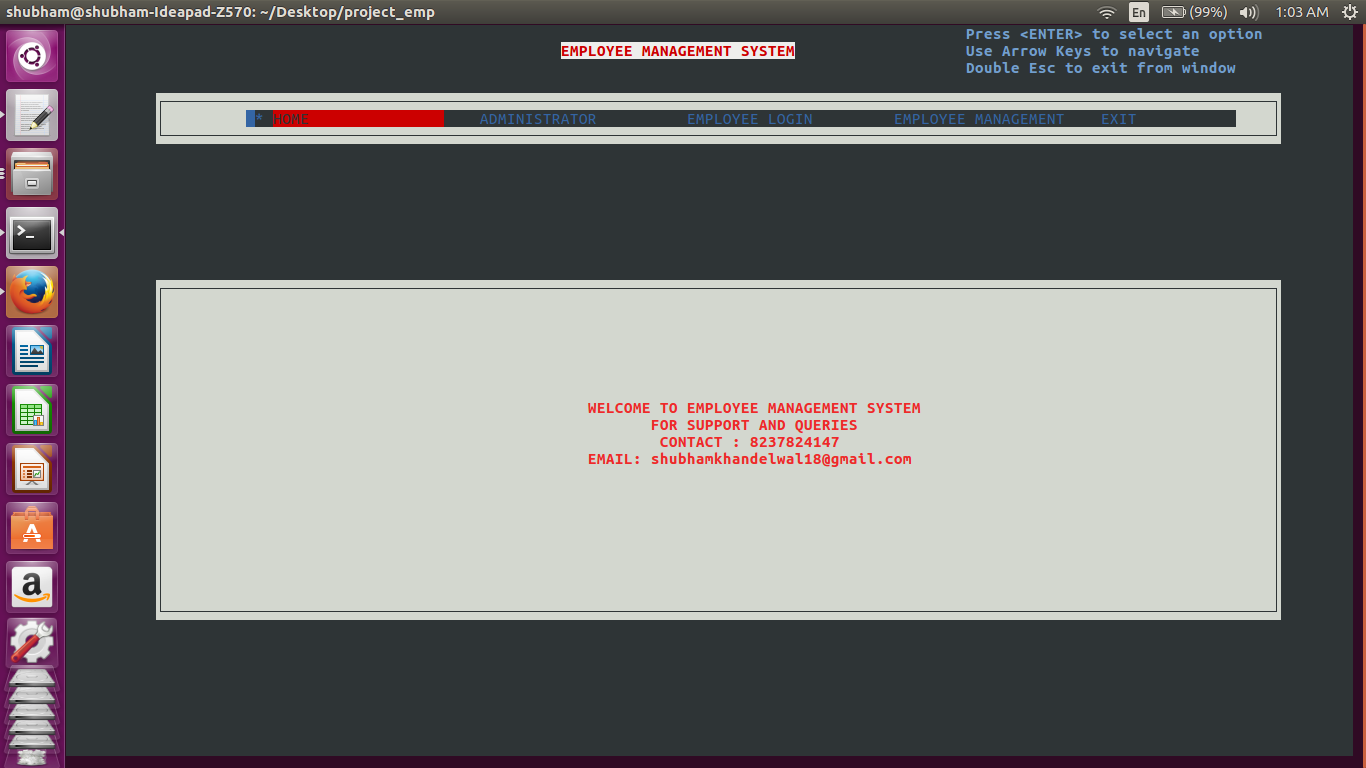 shubham@shubham-Ideapad-Z570: ~/Desktop/project_emp
En (99%) 1:03 AM
Press <ENTER> to select an option
EMPLOYEE MANAGEMENT SYSTEM
Use Arrow Keys to navigate
Double Esc to exit from window
* HOME ADMINISTRATOR EMPLOYEE LOGIN EMPLOYEE MANAGEMENT EXIT
WELCOME TO EMPLOYEE MANAGEMENT SYSTEM
FOR SUPPORT AND QUERIES
CONTACT : 8237824147
EMAIL: shubhamkhandelwal18@gmail.com